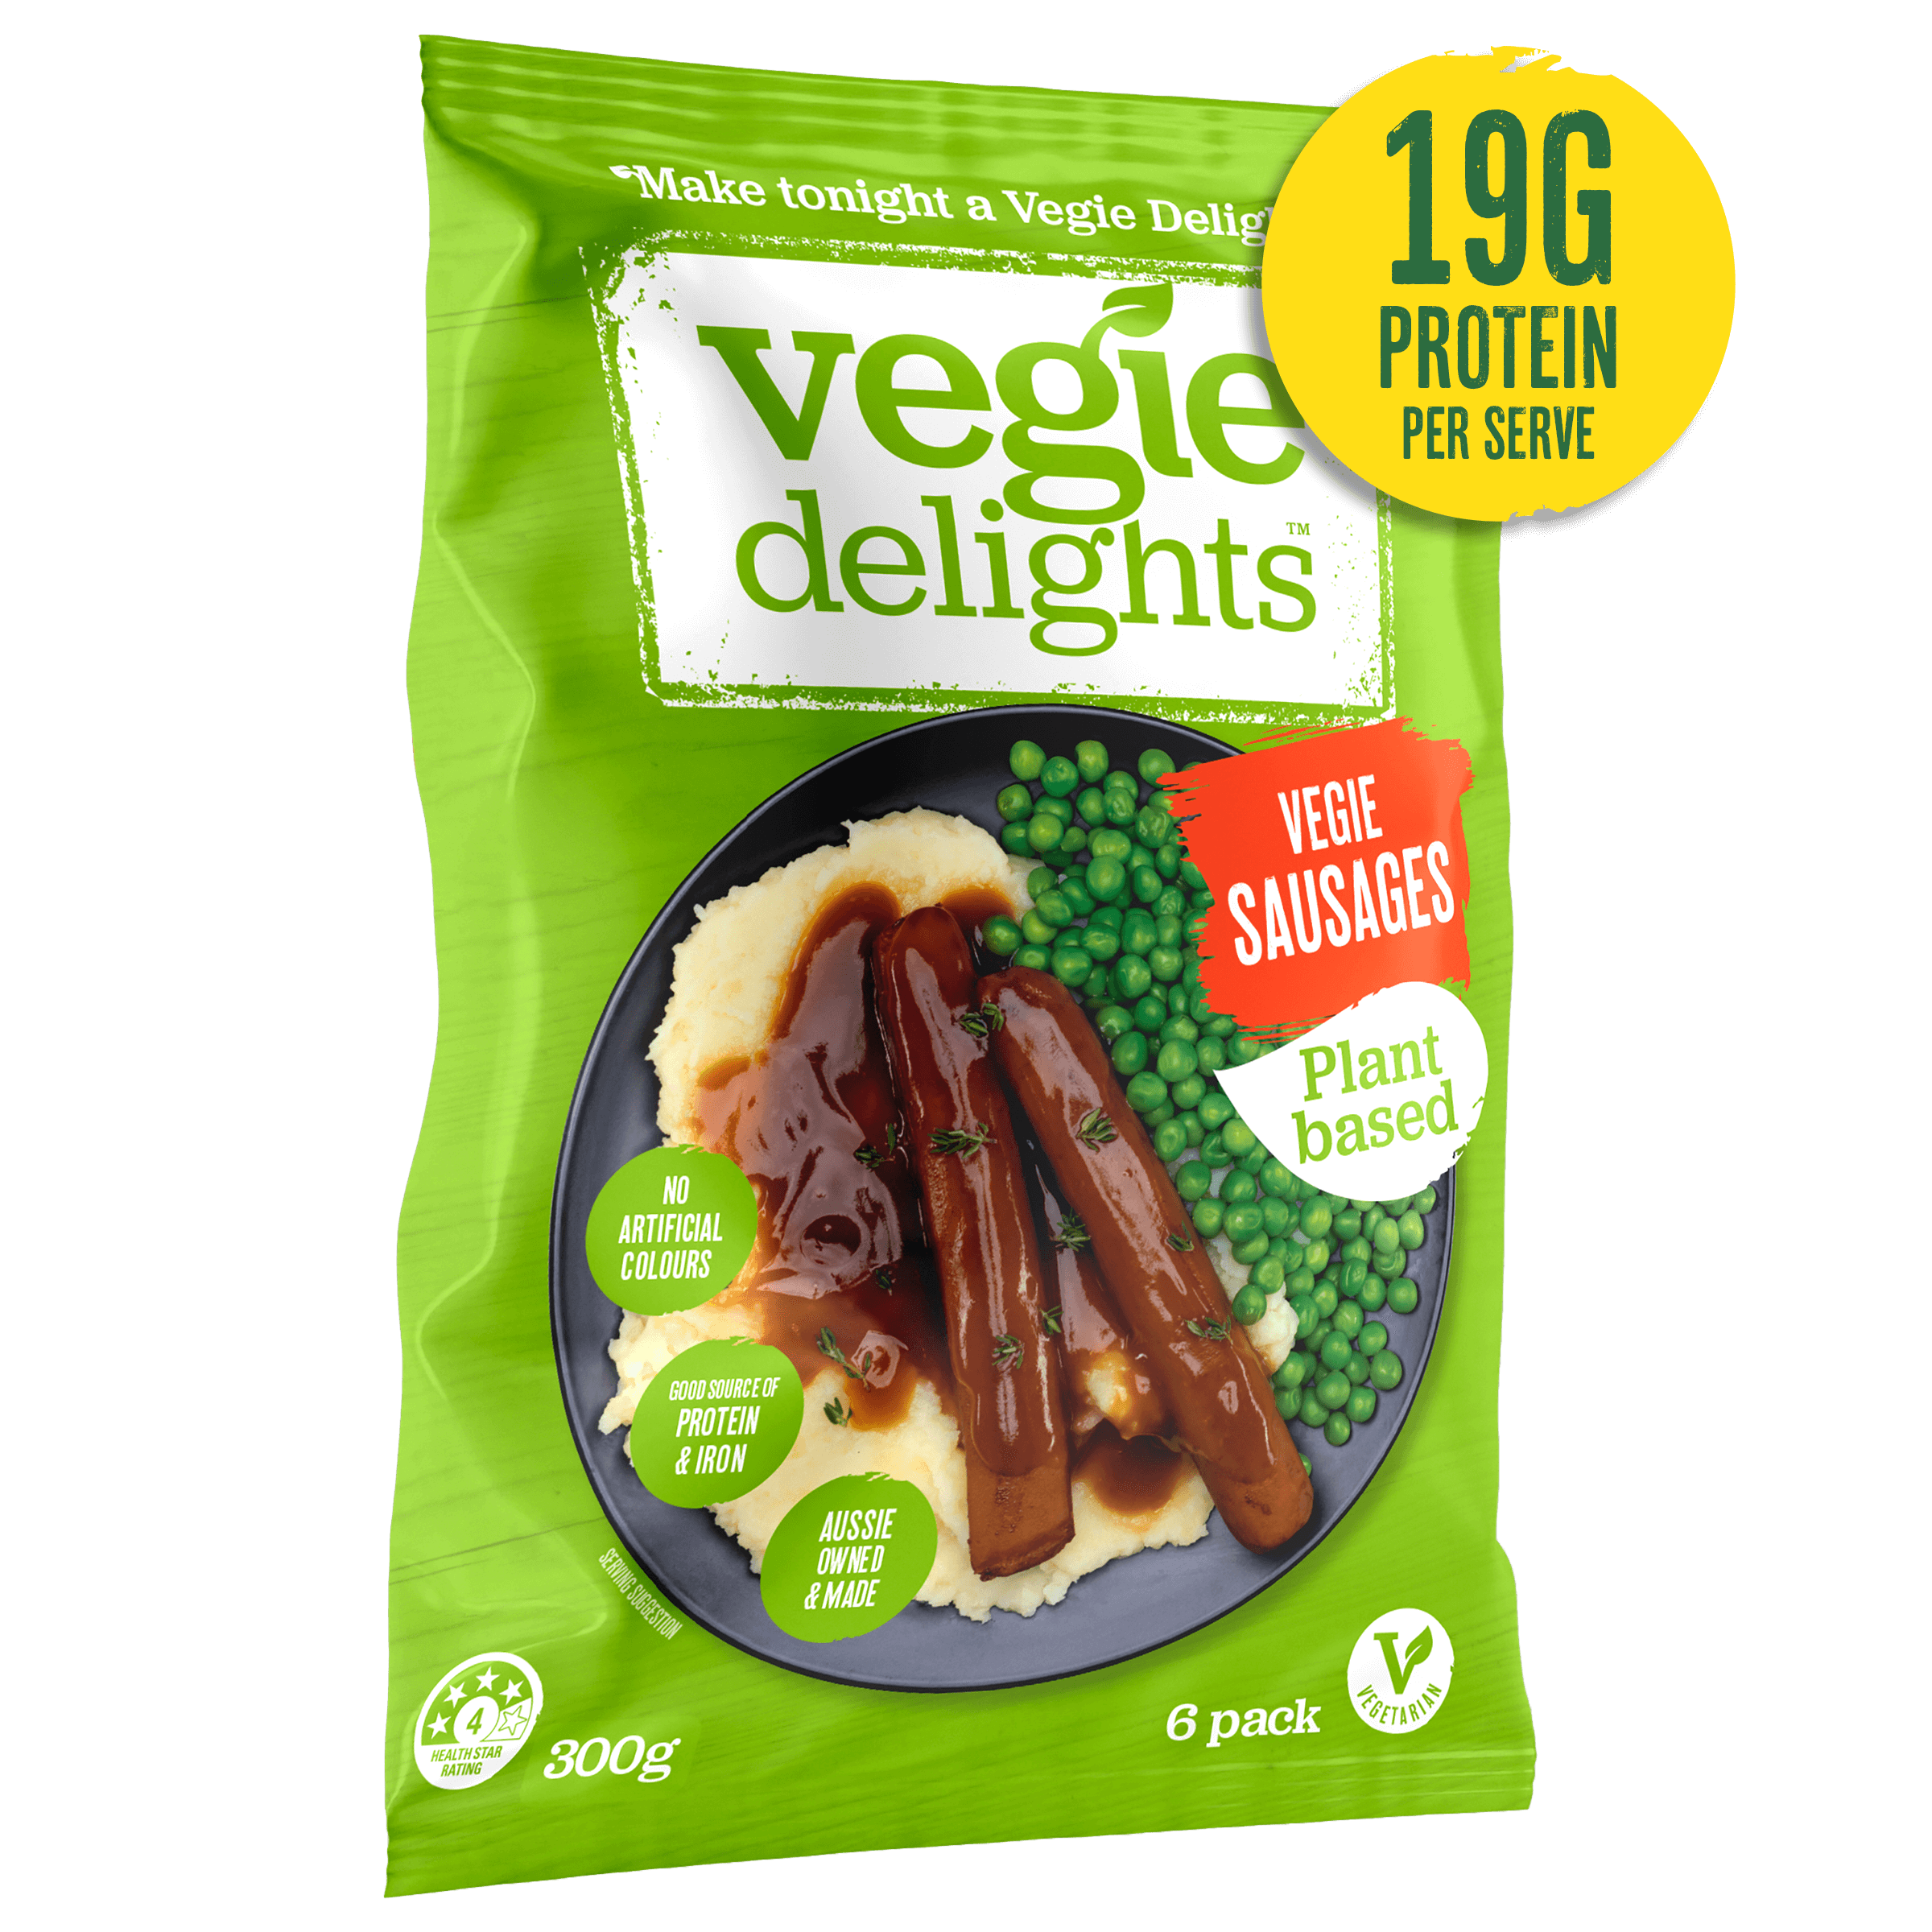 Make tonight a Vegie
vegie
delights™
19G
PROTEIN
PER SERVE
VEGIE
SAUSAGES
Plant
based
NO
ARTIFICIAL
COLOURS
GOOD SOURCE OF
PROTEIN
& IRON
AUSSIE
OWNED
& MADE
SERVING SUGGESTION
4
HEALTH STAR
RATING
300g
6 pack
V
VEGETARIAN